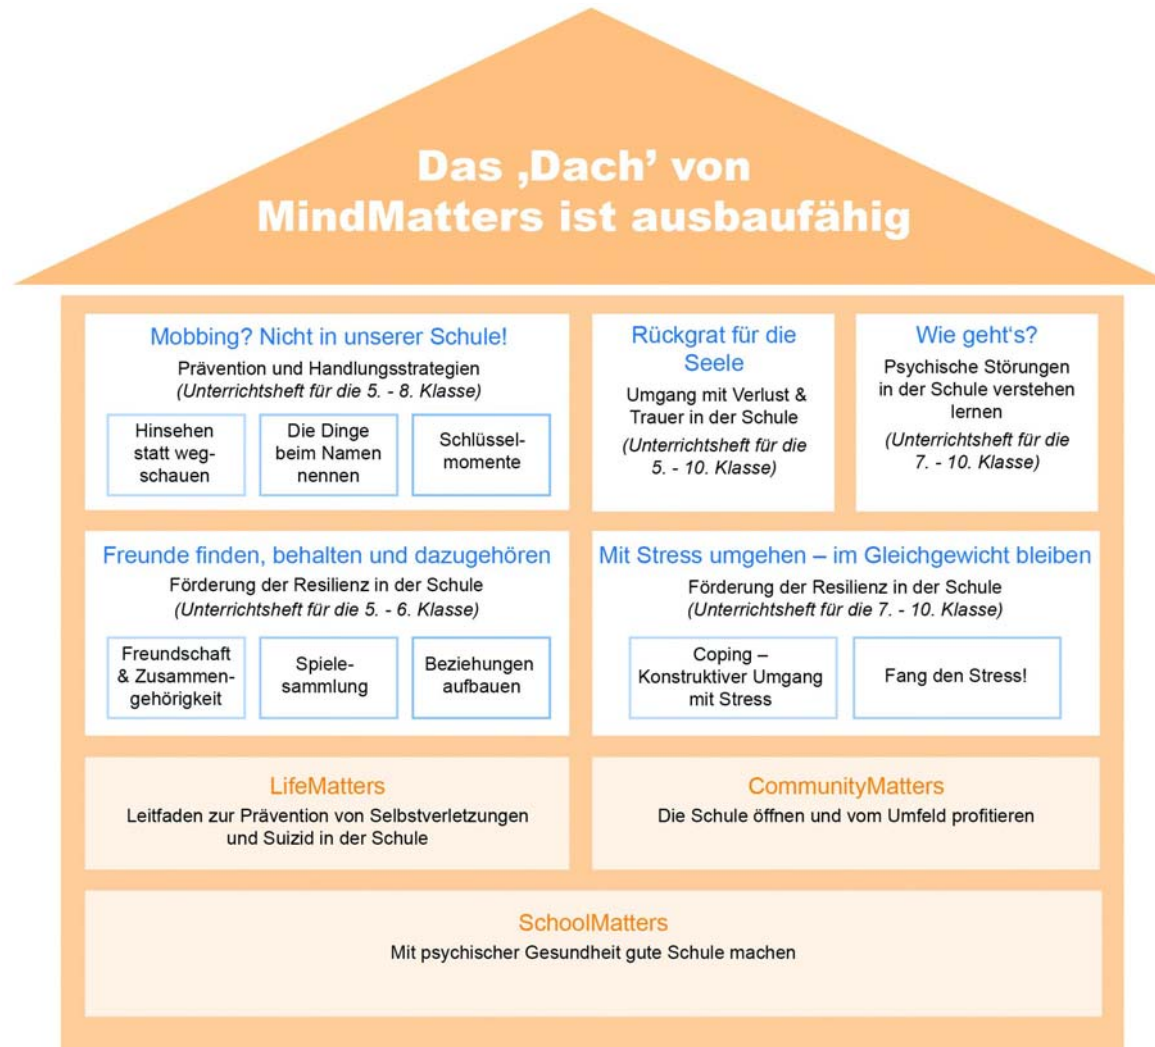 Das ‚Dach’ von
MindMatters ist ausbaufähig
Mobbing? Nicht in unserer Schule!
Prävention und Handlungsstrategien
(Unterrichtsheft für die 5. - 8. Klasse)
Hinsehen
statt weg-
schauen
Die Dinge
beim Namen
nennen
Schlüssel-
momente
Rückgrat für die
Seele
Umgang mit Verlust &
Trauer in der Schule
(Unterrichtsheft für die
5. - 10. Klasse)
Wie geht‘s?
Psychische Störungen
in der Schule verstehen
lernen
(Unterrichtsheft für die
7. - 10. Klasse)
Freunde finden, behalten und dazugehören
Förderung der Resilienz in der Schule
(Unterrichtsheft für die 5. - 6. Klasse)
Freundschaft
& Zusammen-
gehörigkeit
Spiele-
sammlung
Beziehungen
aufbauen
Mit Stress umgehen – im Gleichgewicht bleiben
Förderung der Resilienz in der Schule
(Unterrichtsheft für die 7. - 10. Klasse)
Coping –
Konstruktiver Umgang
mit Stress
Fang den Stress!
LifeMatters
Leitfaden zur Prävention von Selbstverletzungen
und Suizid in der Schule
CommunityMatters
Die Schule öffnen und vom Umfeld profitieren
SchoolMatters
Mit psychischer Gesundheit gute Schule machen